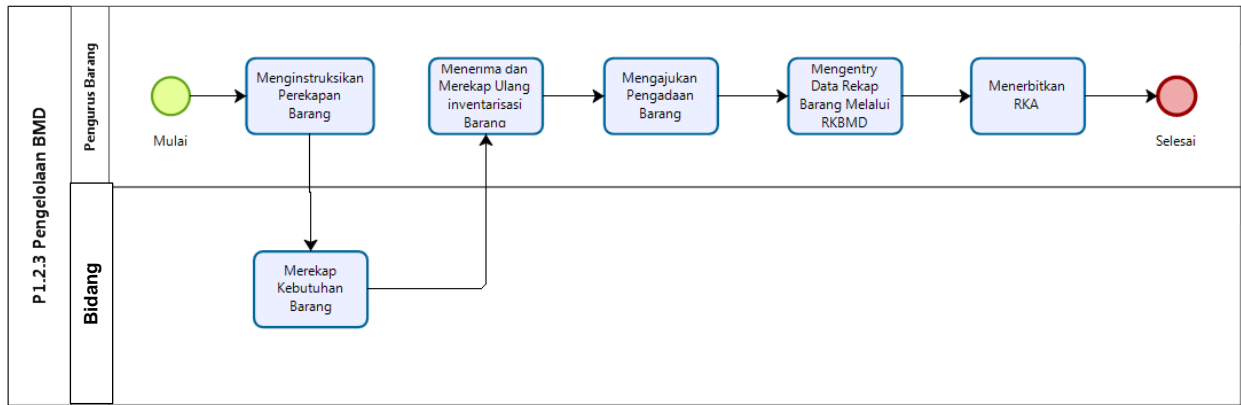 P1.2.3 Pengelolaan BMD
Pengurus Barang
Mulai
Menginstruksikan
Perekapan
Barang
Menerima dan
Merekap Ulang
inventarisasi
Barang
Mengajukan
Pengadaan
Barang
Mengentry
Data Rekap
Barang Melalui
RKBMD
Menerbitkan
RKA
Selesai
Bidang
Merekap
Kebutuhan
Barang